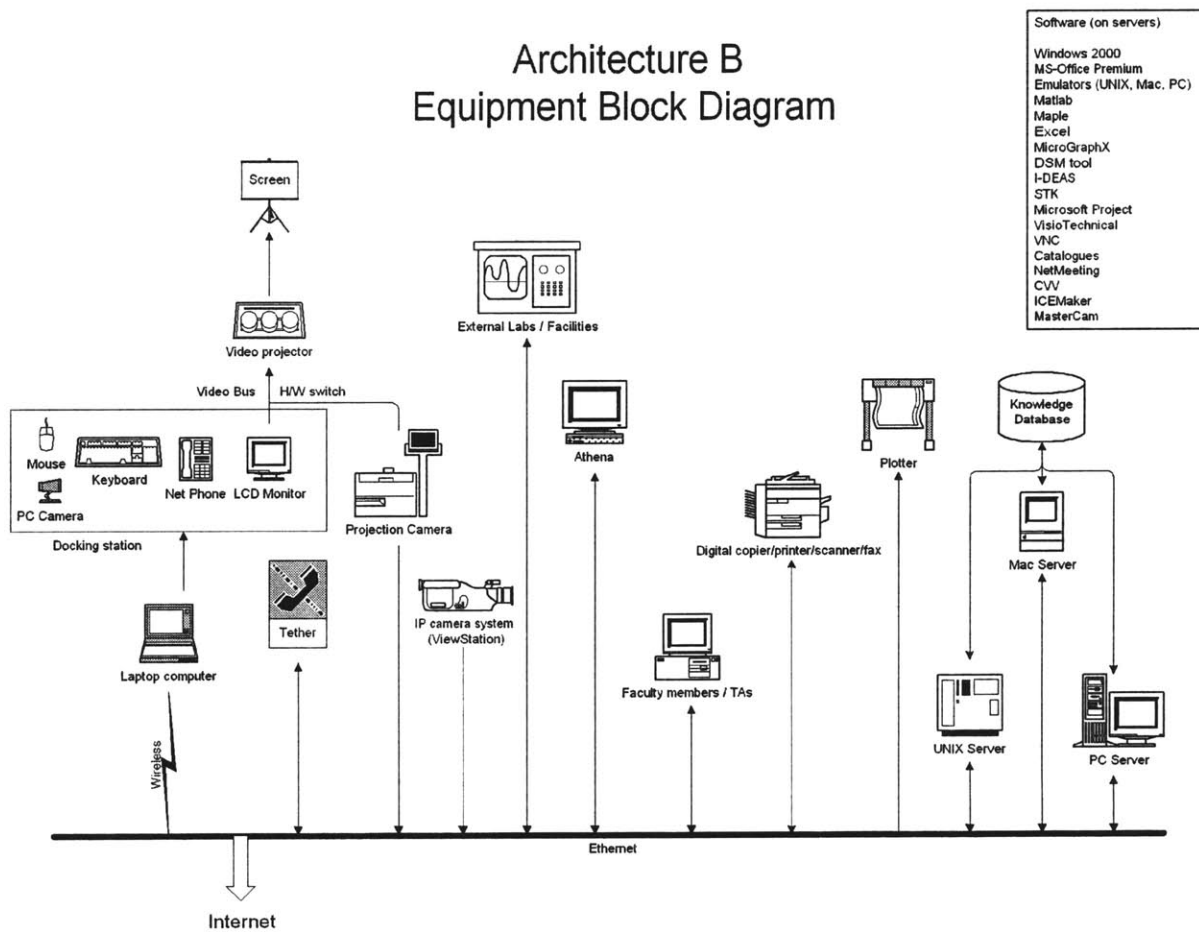 Architecture B
Equipment Block Diagram
Software (on servers)
Windows 2000
MS-Office Premium
Emulators (UNIX, Mac, PC)
Matlab
Maple
Excel
MicroGraphX
DSM tool
I-DEAS
STK
Microsoft Project
VisioTechnical
VNC
Catalogues
NetMeeting
CVV
ICEMaker
MasterCam
Screen
Video projector
Video Bus
H/W switch
Mouse
Keyboard
Net Phone
LCD Monitor
PC Camera
Docking station
Projection Camera
External Labs / Facilities
Athena
Plotter
Knowledge
Database
Digital copier/printer/scanner/fax
Mac Server
IP camera system
(ViewStation)
Tether
Laptop computer
Faculty members / TAs
UNIX Server
PC Server
Wireless
Ethernet
Internet